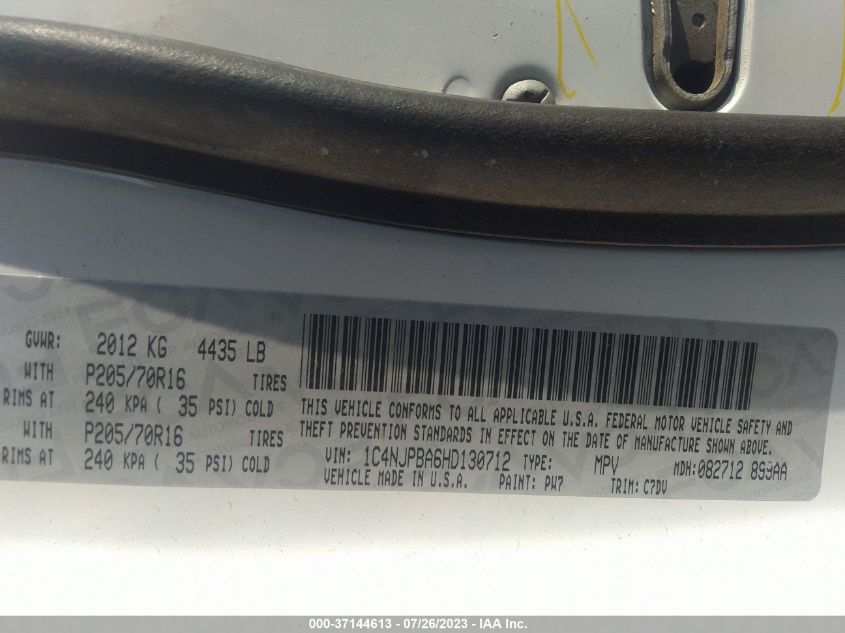 GVWR: 2012 KG 4435 LB
WITH P205/70R16 TIRES
RIMS AT 240 KPA ( 35 PSI) COLD
WITH P205/70R16 TIRES
RIMS AT 240 KPA ( 35 PSI) COLD
THIS VEHICLE CONFORMS TO ALL APPLICABLE U.S.A. FEDERAL MOTOR VEHICLE SAFETY AND
THEFT PREVENTION STANDARDS IN EFFECT ON THE DATE OF MANUFACTURE SHOWN ABOVE.
VIN: 1C4NJPBA6HD130712 TYPE: MPV MDH:082712 899AA
VEHICLE MADE IN U.S.A. PAINT: PW7 TRIM: C7DV
000-37144613 / 07/26/2023 - IAA Inc.